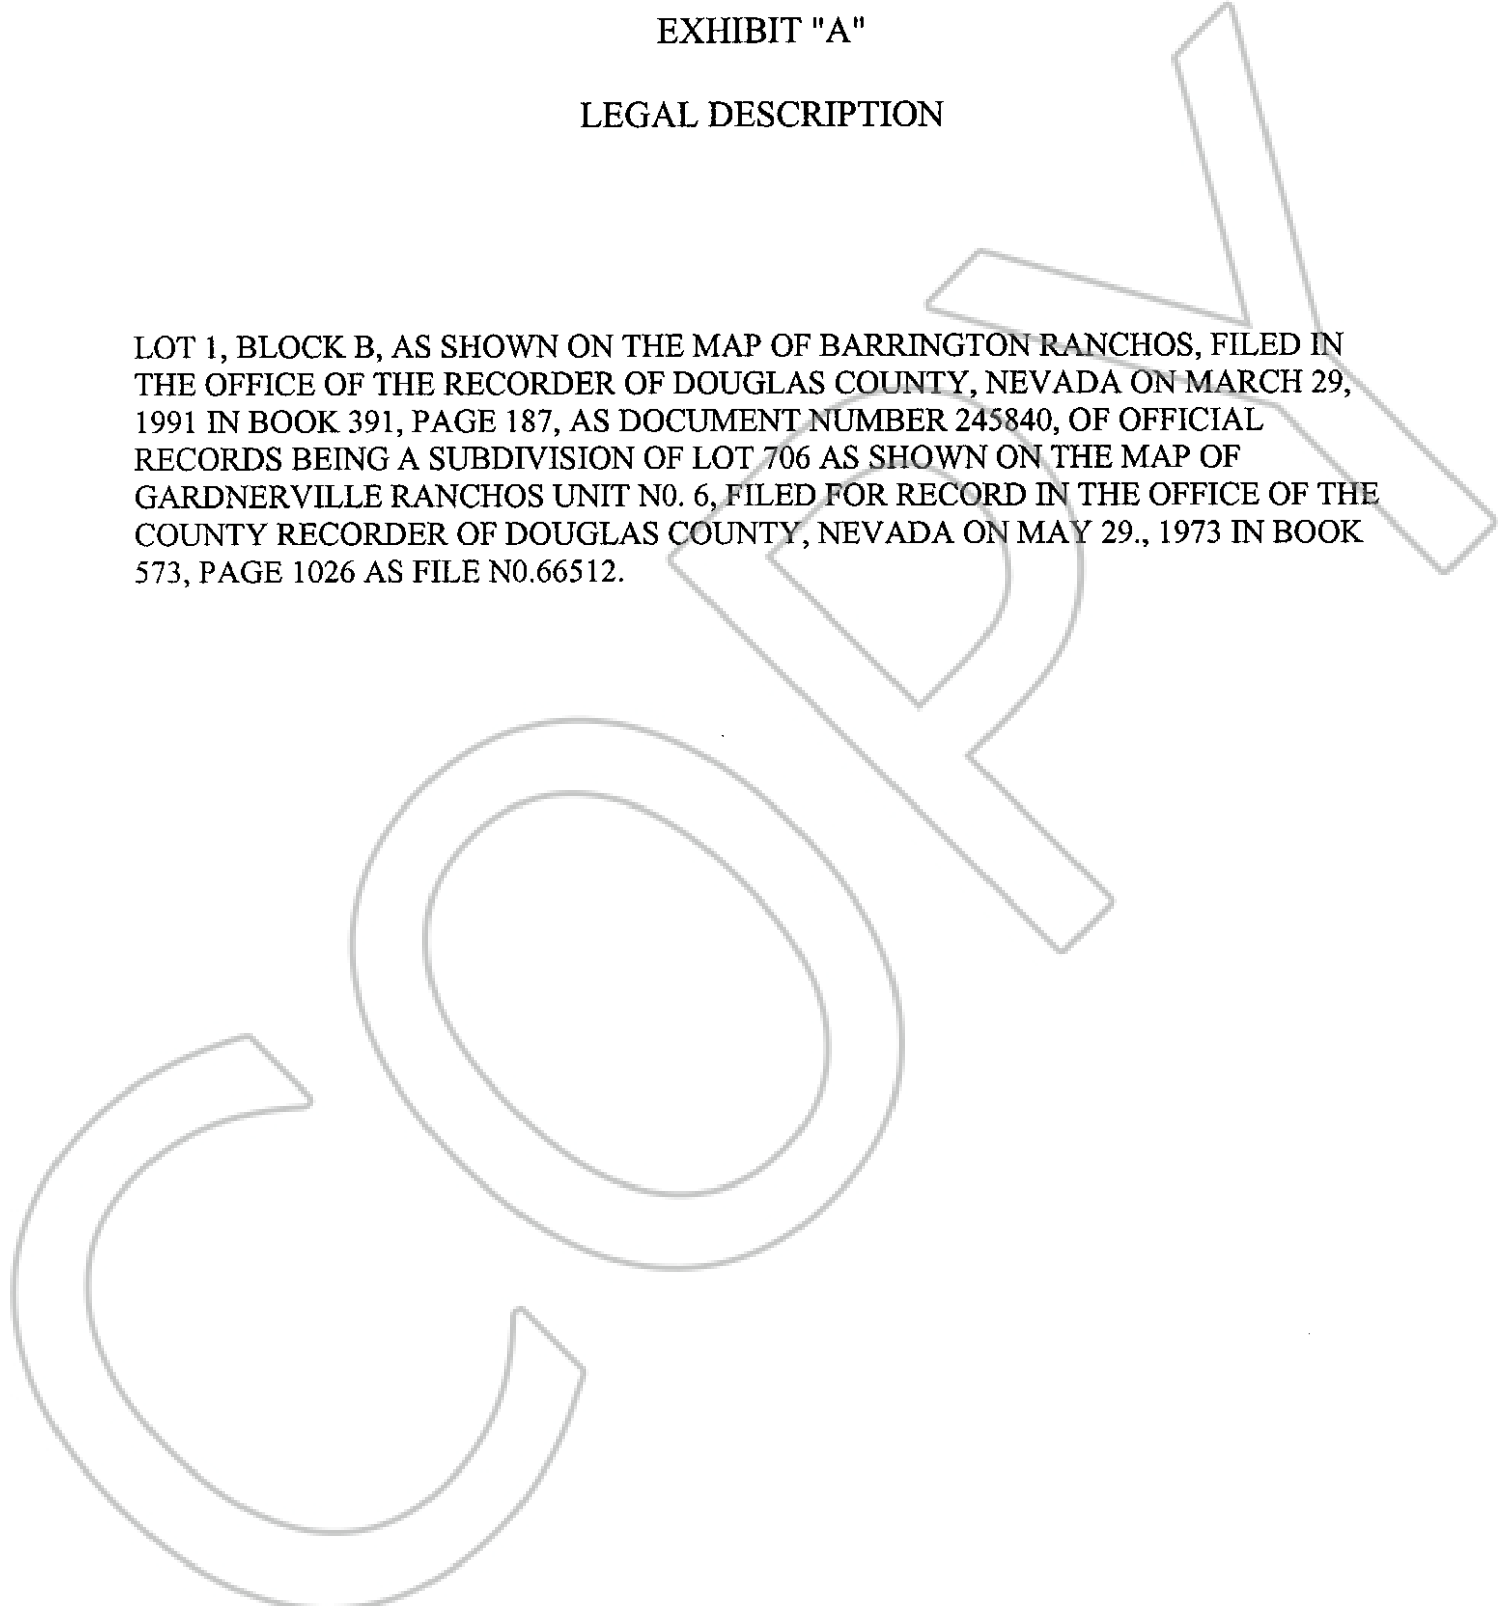 EXHIBIT "A"
LEGAL DESCRIPTION
LOT 1, BLOCK B, AS SHOWN ON THE MAP OF BARRINGTON RANCHOS, FILED IN
THE OFFICE OF THE RECORDER OF DOUGLAS COUNTY, NEVADA ON MARCH 29,
1991 IN BOOK 391, PAGE 187, AS DOCUMENT NUMBER 245840, OF OFFICIAL
RECORDS BEING A SUBDIVISION OF LOT 706 AS SHOWN ON THE MAP OF
GARDNERVILLE RANCHOS UNIT N0. 6, FILED FOR RECORD IN THE OFFICE OF THE
COUNTY RECORDER OF DOUGLAS COUNTY, NEVADA ON MAY 29., 1973 IN BOOK
573, PAGE 1026 AS FILE N0.66512.
COPY